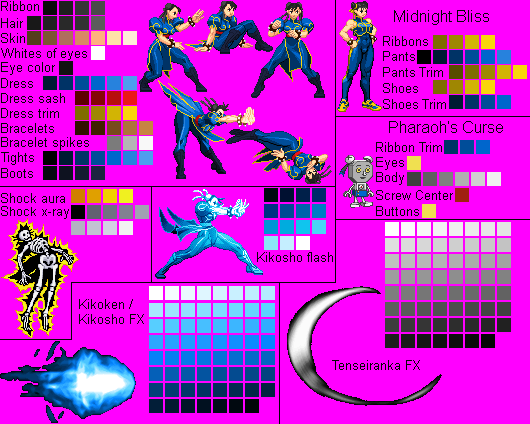 Ribbon
Hair
Skin
Whites of eyes
Eye color
Dress
Dress sash
Dress trim
Bracelets
Bracelet spikes
Tights
Boots
Midnight Bliss
Ribbons
Pants
Pants Trim
Shoes
Shoes Trim
Pharaoh's Curse
Ribbon Trim
Eyes
Body
Screw Center
Buttons
Shock aura
Shock x-ray
Kikosho flash
Kikoken /
Kikosho FX
Tenseiranka FX